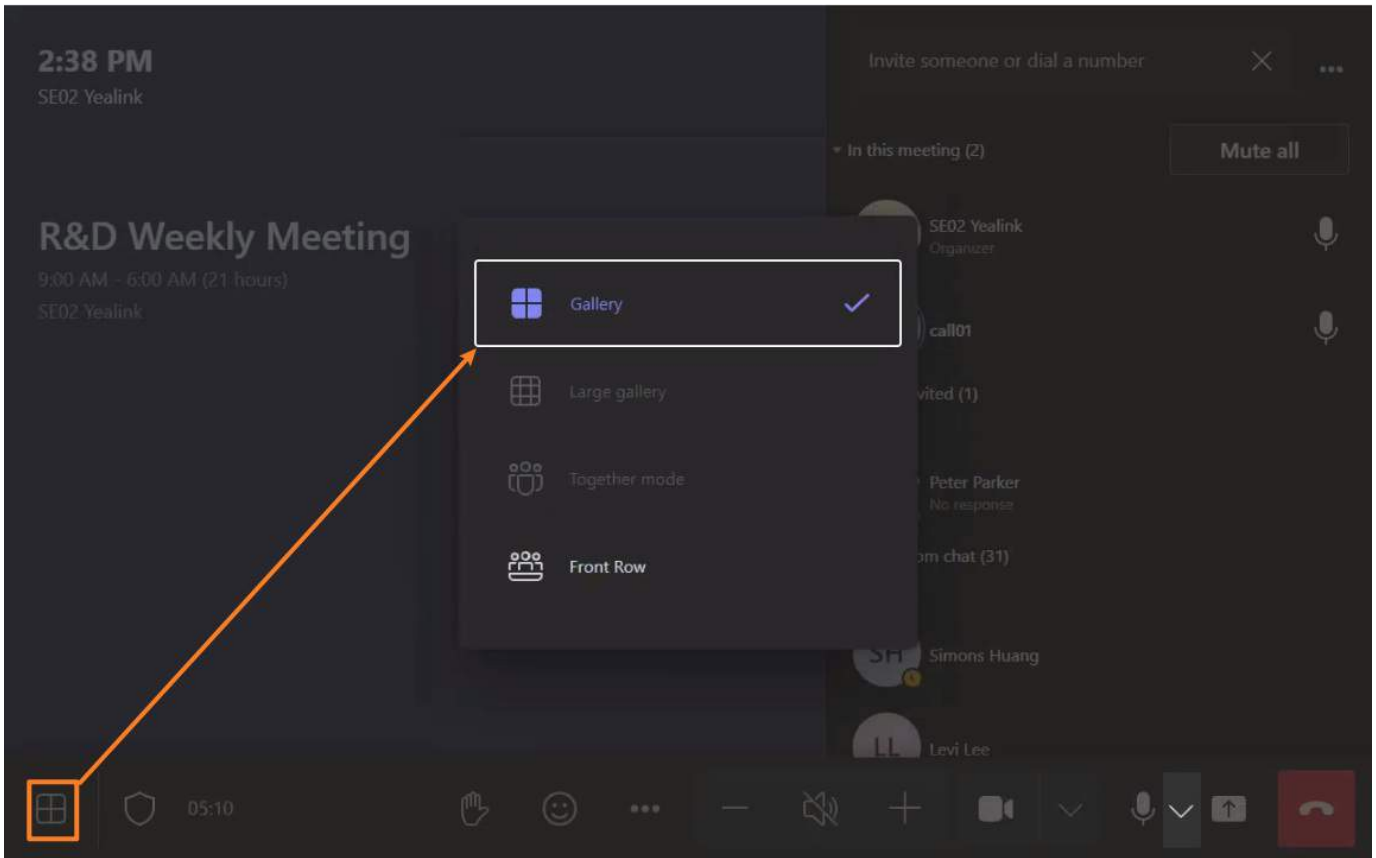 2:38 PM
SE02 Yealink
Invite someone or dial a number
In this meeting (2)
Mute all
R&D Weekly Meeting
9:00 AM - 6:00 AM (21 hours)
SE02 Yealink
SE02 Yealink
Organizer
call01
Gallery
Large gallery
Together mode
Front Row
vited (1)
Peter Parker
No response
om chat (31)
SH
Simons Huang
LL
Levi Lee
05:10